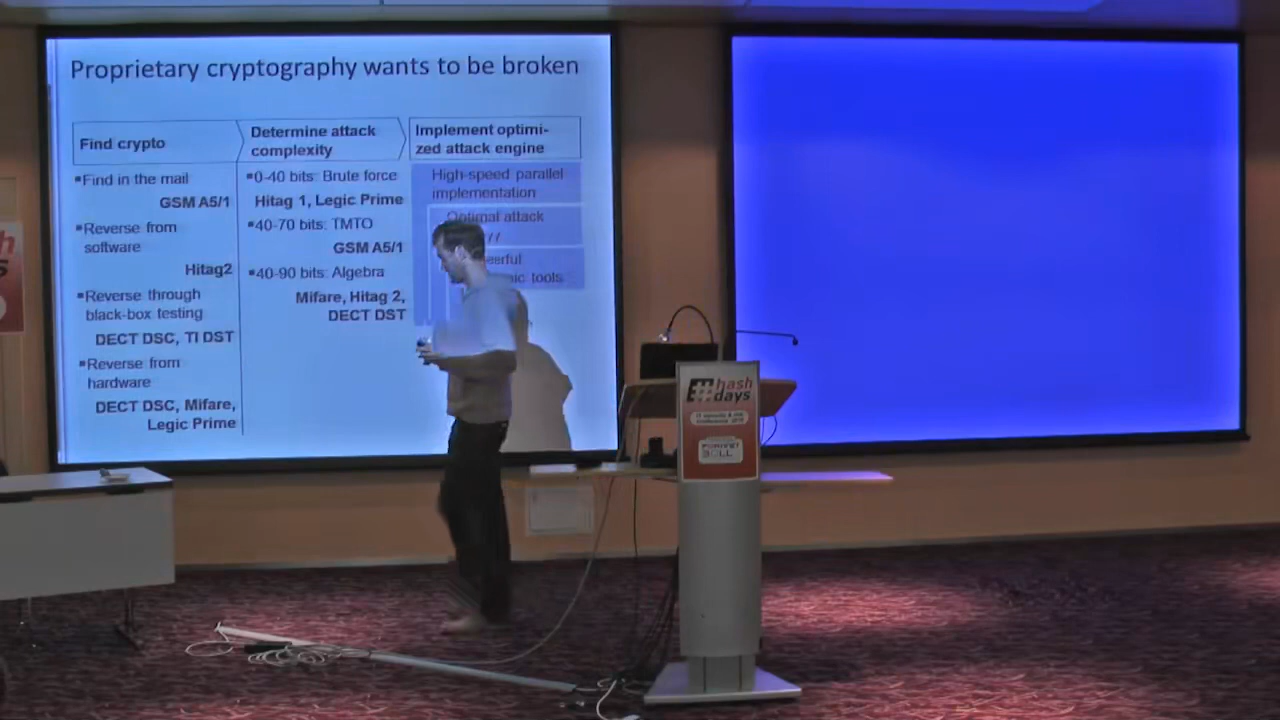 Proprietary cryptography wants to be broken
Find crypto
▪Find in the mail
GSM A5/1
▪Reverse from
software
Hitag2
▪Reverse through
black-box testing
DECT DSC, TI DST
▪Reverse from
hardware
DECT DSC, Mifare,
Legic Prime
Determine attack
complexity
▪0-40 bits: Brute force
Hitag 1, Legic Prime
▪40-70 bits: TMTO
GSM A5/1
▪40-90 bits: Algebra
Mifare, Hitag 2,
DECT DST
Implement optimi-
zed attack engine
High-speed parallel
implementation
Optimal attack
tools
#hash
days